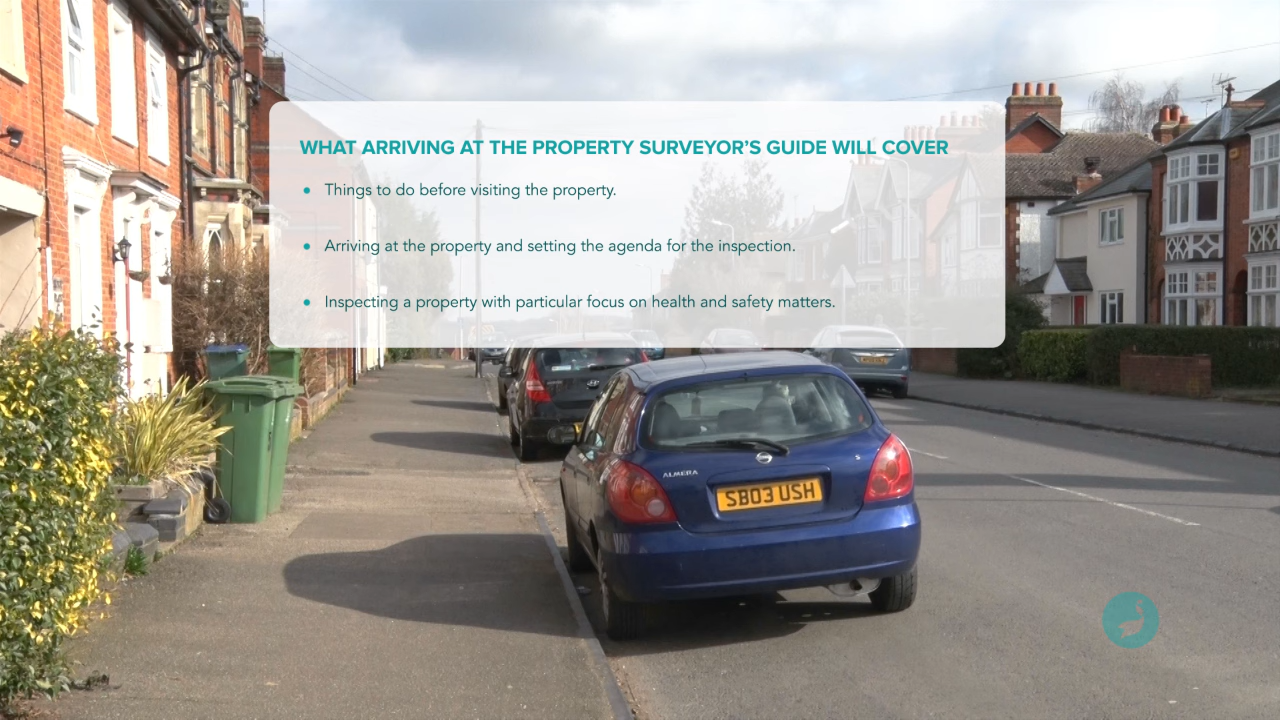 WHAT ARRIVING AT THE PROPERTY SURVEYOR'S GUIDE WILL COVER
• Things to do before visiting the property.
• Arriving at the property and setting the agenda for the inspection.
• Inspecting a property with particular focus on health and safety matters.
ALMERA
S
SB03 USH